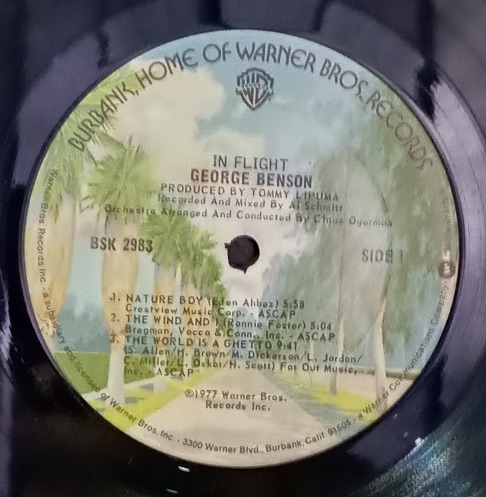 BURBANK, HOME OF WARNER BROS. RECORDS
IN FLIGHT
GEORGE BENSON
PRODUCED BY TOMMY LIPUMA
Recorded And Mixed By Al Schmitt
Orchestra Arranged And Conducted By Claus Ogerman
BSK 2983
SIDE 1
1. NATURE BOY (Eden Ahbez) 5:58
Crestview Music Corp. - ASCAP
2. THE WIND AND I (Ronnie Foster) 5:04
Bregman, Vocca & Conn, Inc. - ASCAP
3. THE WORLD IS A GHETTO 9:41
(S. Allen/H. Brown/M. Dickerson/L. Jordan/
C. Miller/L. Oskar/H. Scott) Far Out Music,
Inc. - ASCAP
©1977 Warner Bros.
Records Inc.
Warner Bros. Records Inc. - a subsidiary and licensee of Warner Bros. Inc. - 3300 Warner Blvd., Burbank, Calif. 91505 - a Warner Communications Company